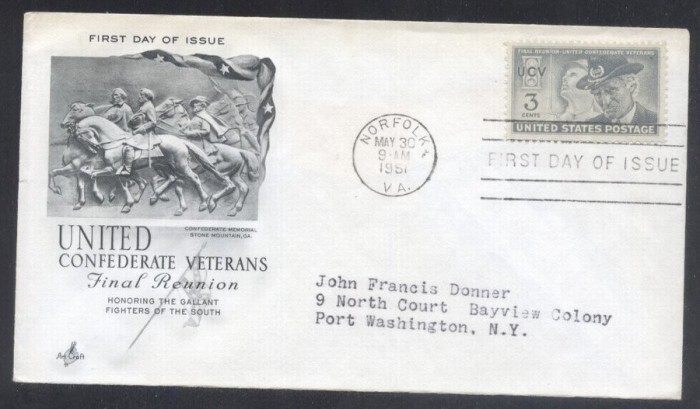 FIRST DAY OF ISSUE
CONFEDERATE MEMORIAL
STONE MOUNTAIN, GA.
UNITED
CONFEDERATE VETERANS
Final Reunion
HONORING THE GALLANT
FIGHTERS OF THE SOUTH
Art Craft
NORFOLK
MAY 30
9-AM
1951
VA.
FINAL REUNION·UNITED CONFEDERATE VETERANS
UCV
3
CENTS
UNITED STATES POSTAGE
FIRST DAY OF ISSUE
John Francis Donner
9 North Court Bayview Colony
Port Washington, N.Y.